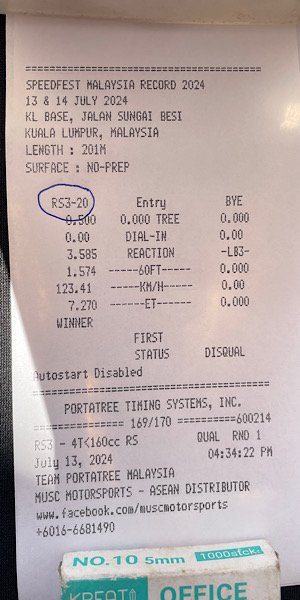 ==========================================
SPEEDFEST MALAYSIA RECORD 2024
13 & 14 JULY 2024
KL BASE, JALAN SUNGAI BESI
KUALA LUMPUR, MALAYSIA
LENGTH : 201M
SURFACE : NO-PREP
==========================================
RS3-20 Entry BYE
0.500 0.000 TREE 0.000
0.00 DIAL-IN 0.00
3.585 REACTION -LB3-
1.574 -----60FT------ 0.000
123.41 -----KM/H------ 0.000
7.270 ------ET------- 0.000
WINNER
FIRST
STATUS DISQUAL
Autostart Disabled
==========================================
PORTATREE TIMING SYSTEMS, INC.
================ 169/170 ===========600214
RS3 - 4T<160cc RS QUAL RND 1
July 13, 2024 04:34:22 PM
TEAM PORTATREE MALAYSIA
MUSC MOTORSPORTS - ASEAN DISTRIBUTOR
www.facebook.com/muscmotorsports
+6016-6681490
NO.10 5mm 1000stck.
OFFICE